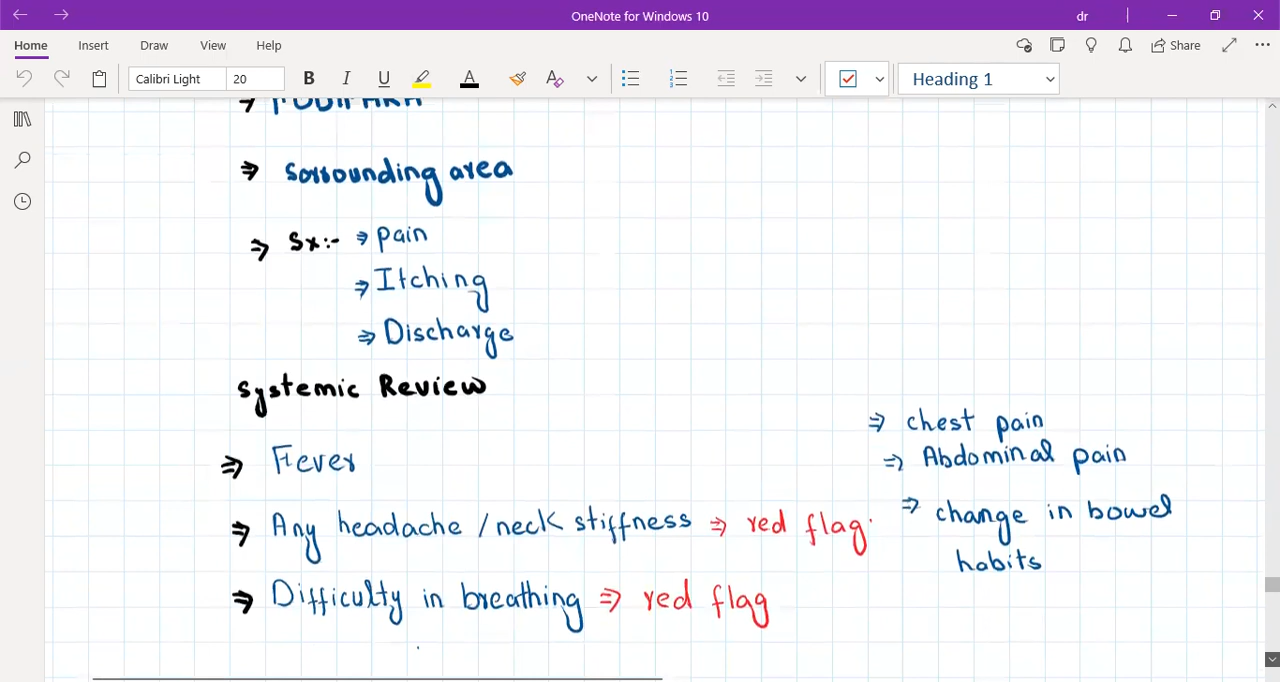 OneNote for Windows 10
dr
Home Insert Draw View Help
Share
Calibri Light 20 B I U A A Heading 1
⇒ Sorrounding area
⇒ Sx:- ⇒ pain
⇒ Itching
⇒ Discharge
Systemic Review
⇒ chest pain
⇒ Abdominal pain
⇒ Fever
⇒ change in bowel
habits
⇒ Any headache / neck stiffness ⇒ red flag.
⇒ Difficulty in breathing ⇒ red flag